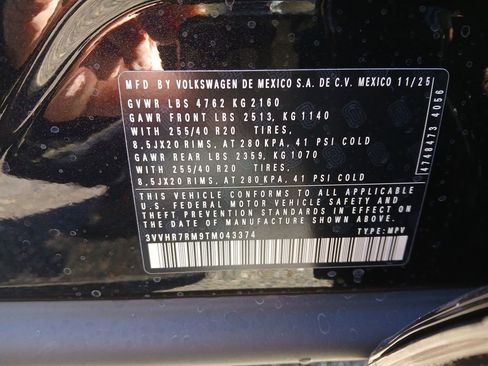 MFD BY VOLKSWAGEN DE MEXICO S.A. DE C.V. MEXICO 11/25
GVWR LBS 4762 KG 2160
GAWR FRONT LBS 2513, KG 1140
WITH 255/40 R20 TIRES,
8.5JX20 RIMS, AT 280 KPA, 41 PSI COLD
GAWR REAR LBS 2359, KG 1070
WITH 255/40 R20 TIRES,
8.5JX20 RIMS, AT 280 KPA, 41 PSI COLD
THIS VEHICLE CONFORMS TO ALL APPLICABLE
U.S. FEDERAL MOTOR VEHICLE SAFETY AND
THEFT PREVENTION STANDARDS IN EFFECT ON
THE DATE OF MANUFACTURE SHOWN ABOVE.
3VVHR7RM9TM043374 TYPE: MPV
4748473 4056